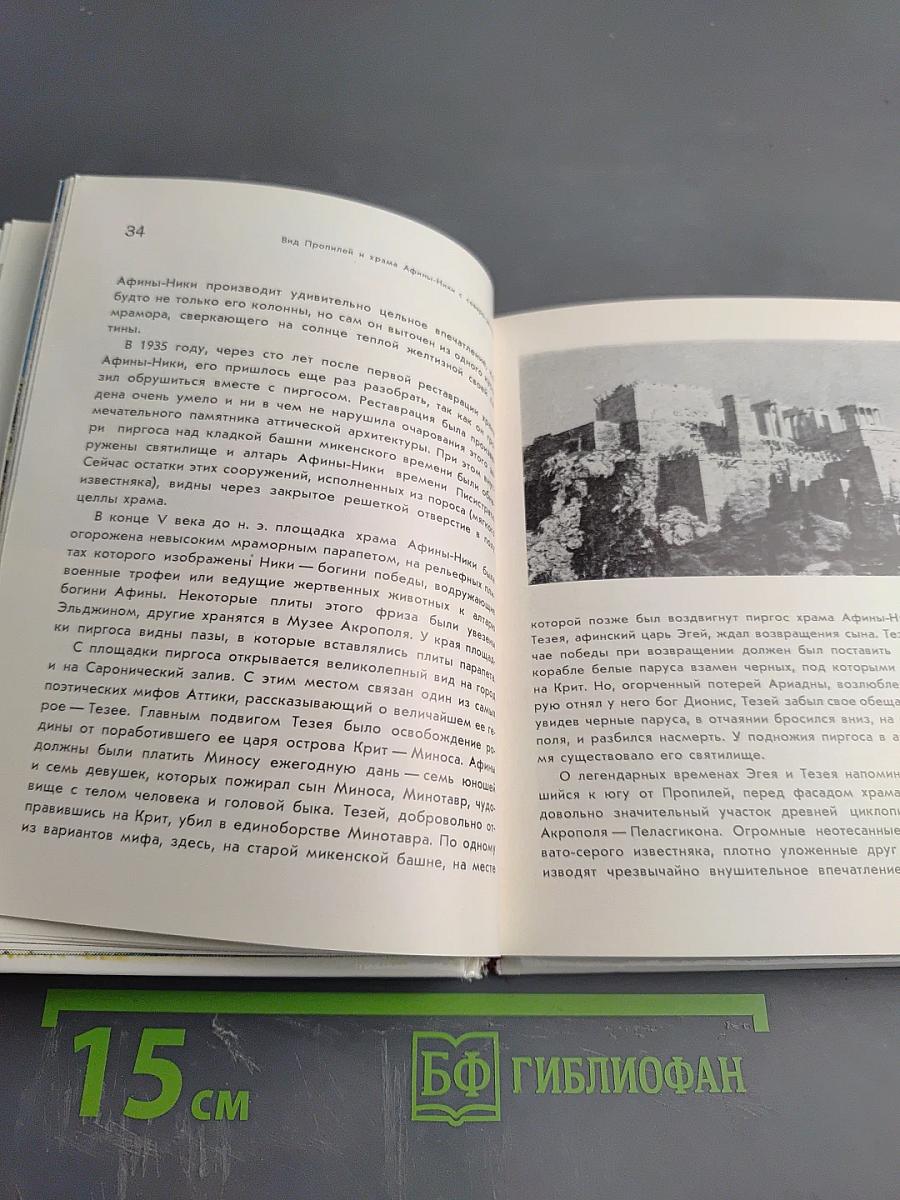 34
Вид Пропилей и храма Афины-Ники с
Афины-Ники производит удивительно цельное впечатление,
будто не только его колонны, но сам он выточен из одного
мрамора, сверкающего на солнце теплой желтизной своей
тины.
В 1935 году, через сто лет после первой реставрации
Афины-Ники, его пришлось еще раз разобрать, так как он
зил обрушиться вместе с пиргосом. Реставрация была
дена очень умело и ни в чем не нарушила очарования этого
мечательного памятника аттической архитектуры. При этом
ри пиргоса над кладкой башни микенского времени были
ружены святилище и алтарь Афины-Ники времени
Сейчас остатки этих сооружений, исполненных из пороса
известняка), видны через закрытое решеткой отверстие в
целлы храма.
В конце V века до н. э. площадка храма Афины-Ники
огорожена невысоким мраморным парапетом, на рельефных
тах которого изображены Ники — богини победы, водружающие
военные трофеи или ведущие жертвенных животных к алтарю
богини Афины. Некоторые плиты этого фриза были увезены
Эльджином, другие хранятся в Музее Акрополя. У края
ки пиргоса видны пазы, в которые вставлялись плиты парапета.
С площадки пиргоса открывается великолепный вид на город
и на Саронический залив. С этим местом связан один из самых
поэтических мифов Аттики, рассказывающий о величайшем ее ге-
рое — Тезее. Главным подвигом Тезея было освобождение ро-
дины от поработившего ее царя острова Крит — Миноса. Афины
должны были платить Миносу ежегодную дань — семь юношей
и семь девушек, которых пожирал сын Миноса, Минотавр, чудо-
вище с телом человека и головой быка. Тезей, добровольно от-
правившись на Крит, убил в единоборстве Минотавра. По одному
из вариантов мифа, здесь, на старой микенской башне, на месте
которой позже был воздвигнут пиргос храма Афины-Н
Тезея, афинский царь Эгей, ждал возвращения сына. Тез
чае победы при возвращении должен был поставить
корабле белые паруса взамен черных, под которыми
на Крит. Но, огорченный потерей Ариадны, возлюбле
рую отнял у него бог Дионис, Тезей забыл свое обеща
увидев черные паруса, в отчаянии бросился вниз, на
поля, и разбился насмерть. У подножия пиргоса в а
мя существовало его святилище.
О легендарных временах Эгея и Тезея напомин
шийся к югу от Пропилей, перед фасадом храма
довольно значительный участок древней циклопи
Акрополя — Пеласгикона. Огромные неотесанные
вато-серого известняка, плотно уложенные друг
изводят чрезвычайно внушительное впечатление
15 см
БФ ГИБЛИОФАН